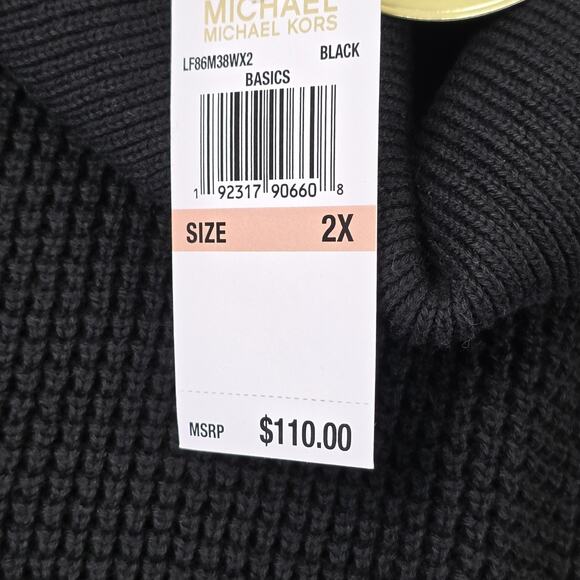 MICHAEL
MICHAEL KORS
LF86M38WX2 BLACK
BASICS
1 92317 90660 8
SIZE 2X
MSRP $110.00